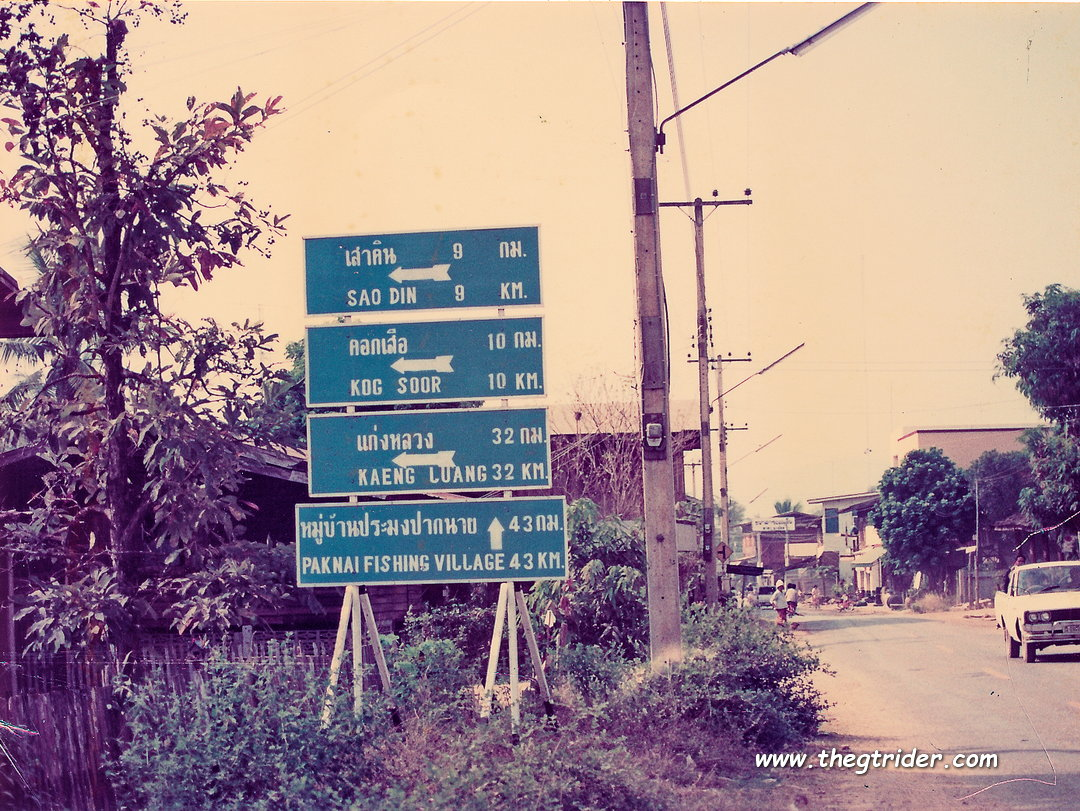 เสาดิน 9 กม.
SAO DIN 9 KM.
คอกเสือ 10 กม.
KOG SOOR 10 KM.
แก่งหลวง 32 กม.
KAENG LUANG 32 KM.
หมู่บ้านประมงปากนาย 43 กม.
PAKNAI FISHING VILLAGE 43 KM.
www.thegtrider.com